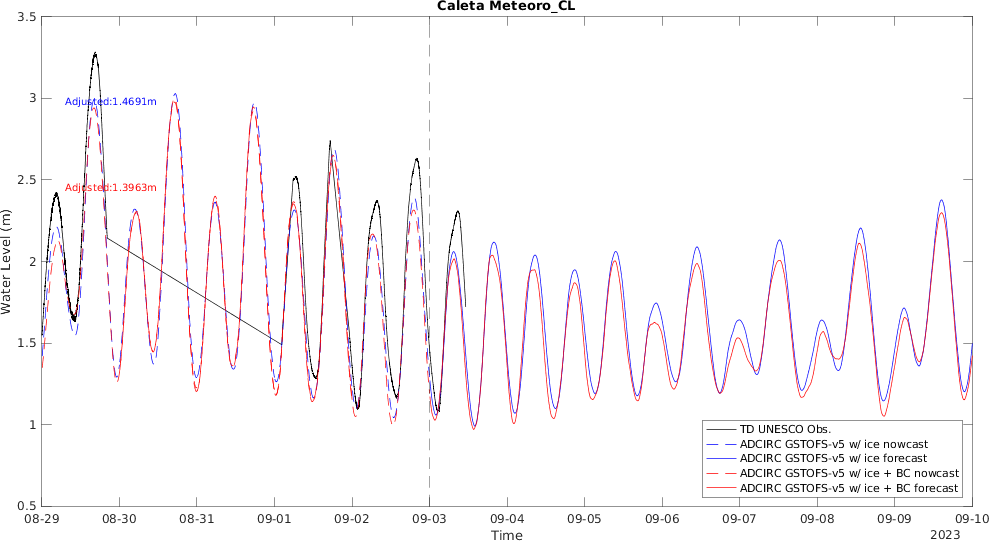 Caleta Meteoro_CL
3.5
3
2.5
2
1.5
1
0.5
Water Level (m)
Adjusted:1.4691m
Adjusted:1.3963m
TD UNESCO Obs.
ADCIRC GSTOFS-v5 w/ ice nowcast
ADCIRC GSTOFS-v5 w/ ice forecast
ADCIRC GSTOFS-v5 w/ ice + BC nowcast
ADCIRC GSTOFS-v5 w/ ice + BC forecast
08-29 08-30 08-31 09-01 09-02 09-03 09-04 09-05 09-06 09-07 09-08 09-09 09-10
Time
2023